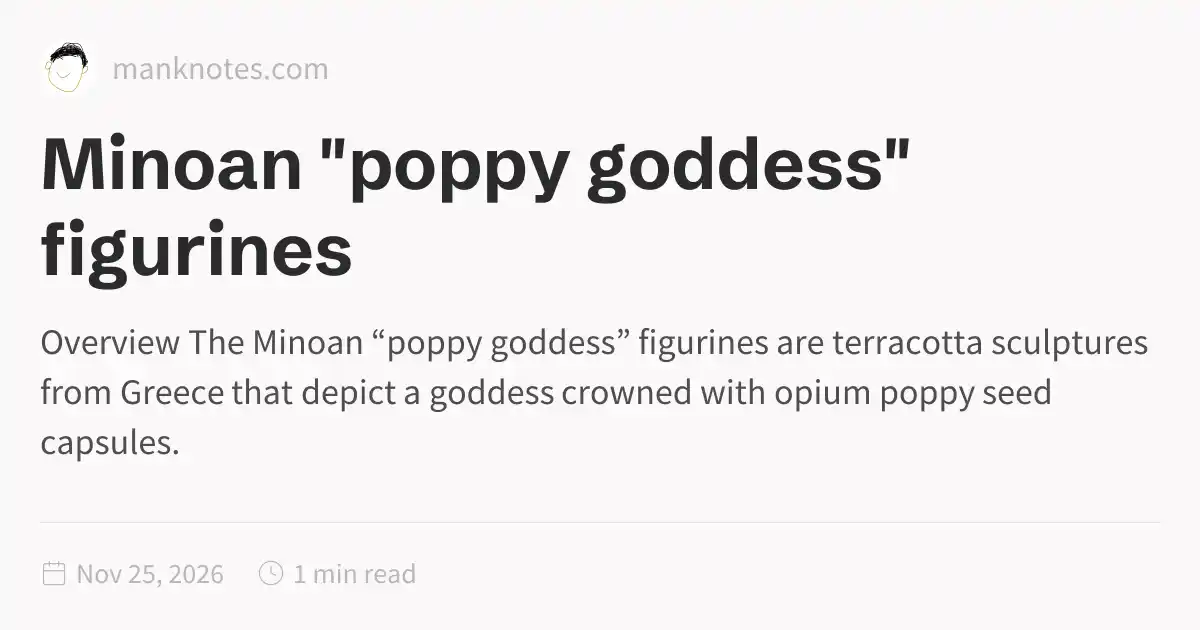 manknotes.com
Minoan "poppy goddess"
figurines
Overview The Minoan “poppy goddess” figurines are terracotta sculptures
from Greece that depict a goddess crowned with opium poppy seed
capsules.
Nov 25, 2026 1 min read